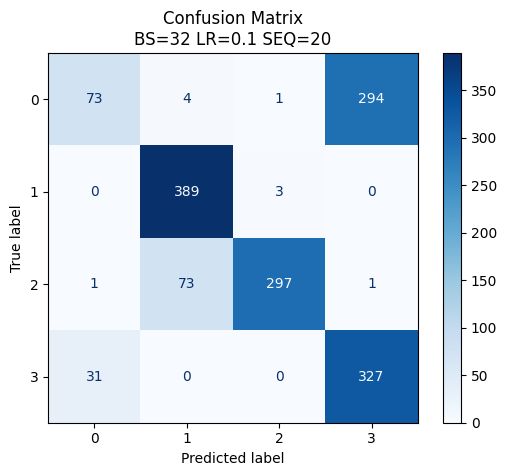 Confusion Matrix
BS=32 LR=0.1 SEQ=20
0 73 4 1 294
1 0 389 3 0
2 1 73 297 1
3 31 0 0 327
0 1 2 3
Predicted label
True label
350
300
250
200
150
100
50
0